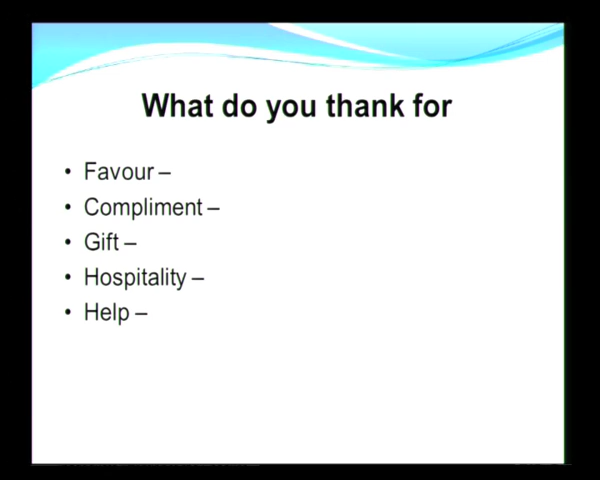 What do you thank for
• Favour –
• Compliment –
• Gift –
• Hospitality –
• Help –